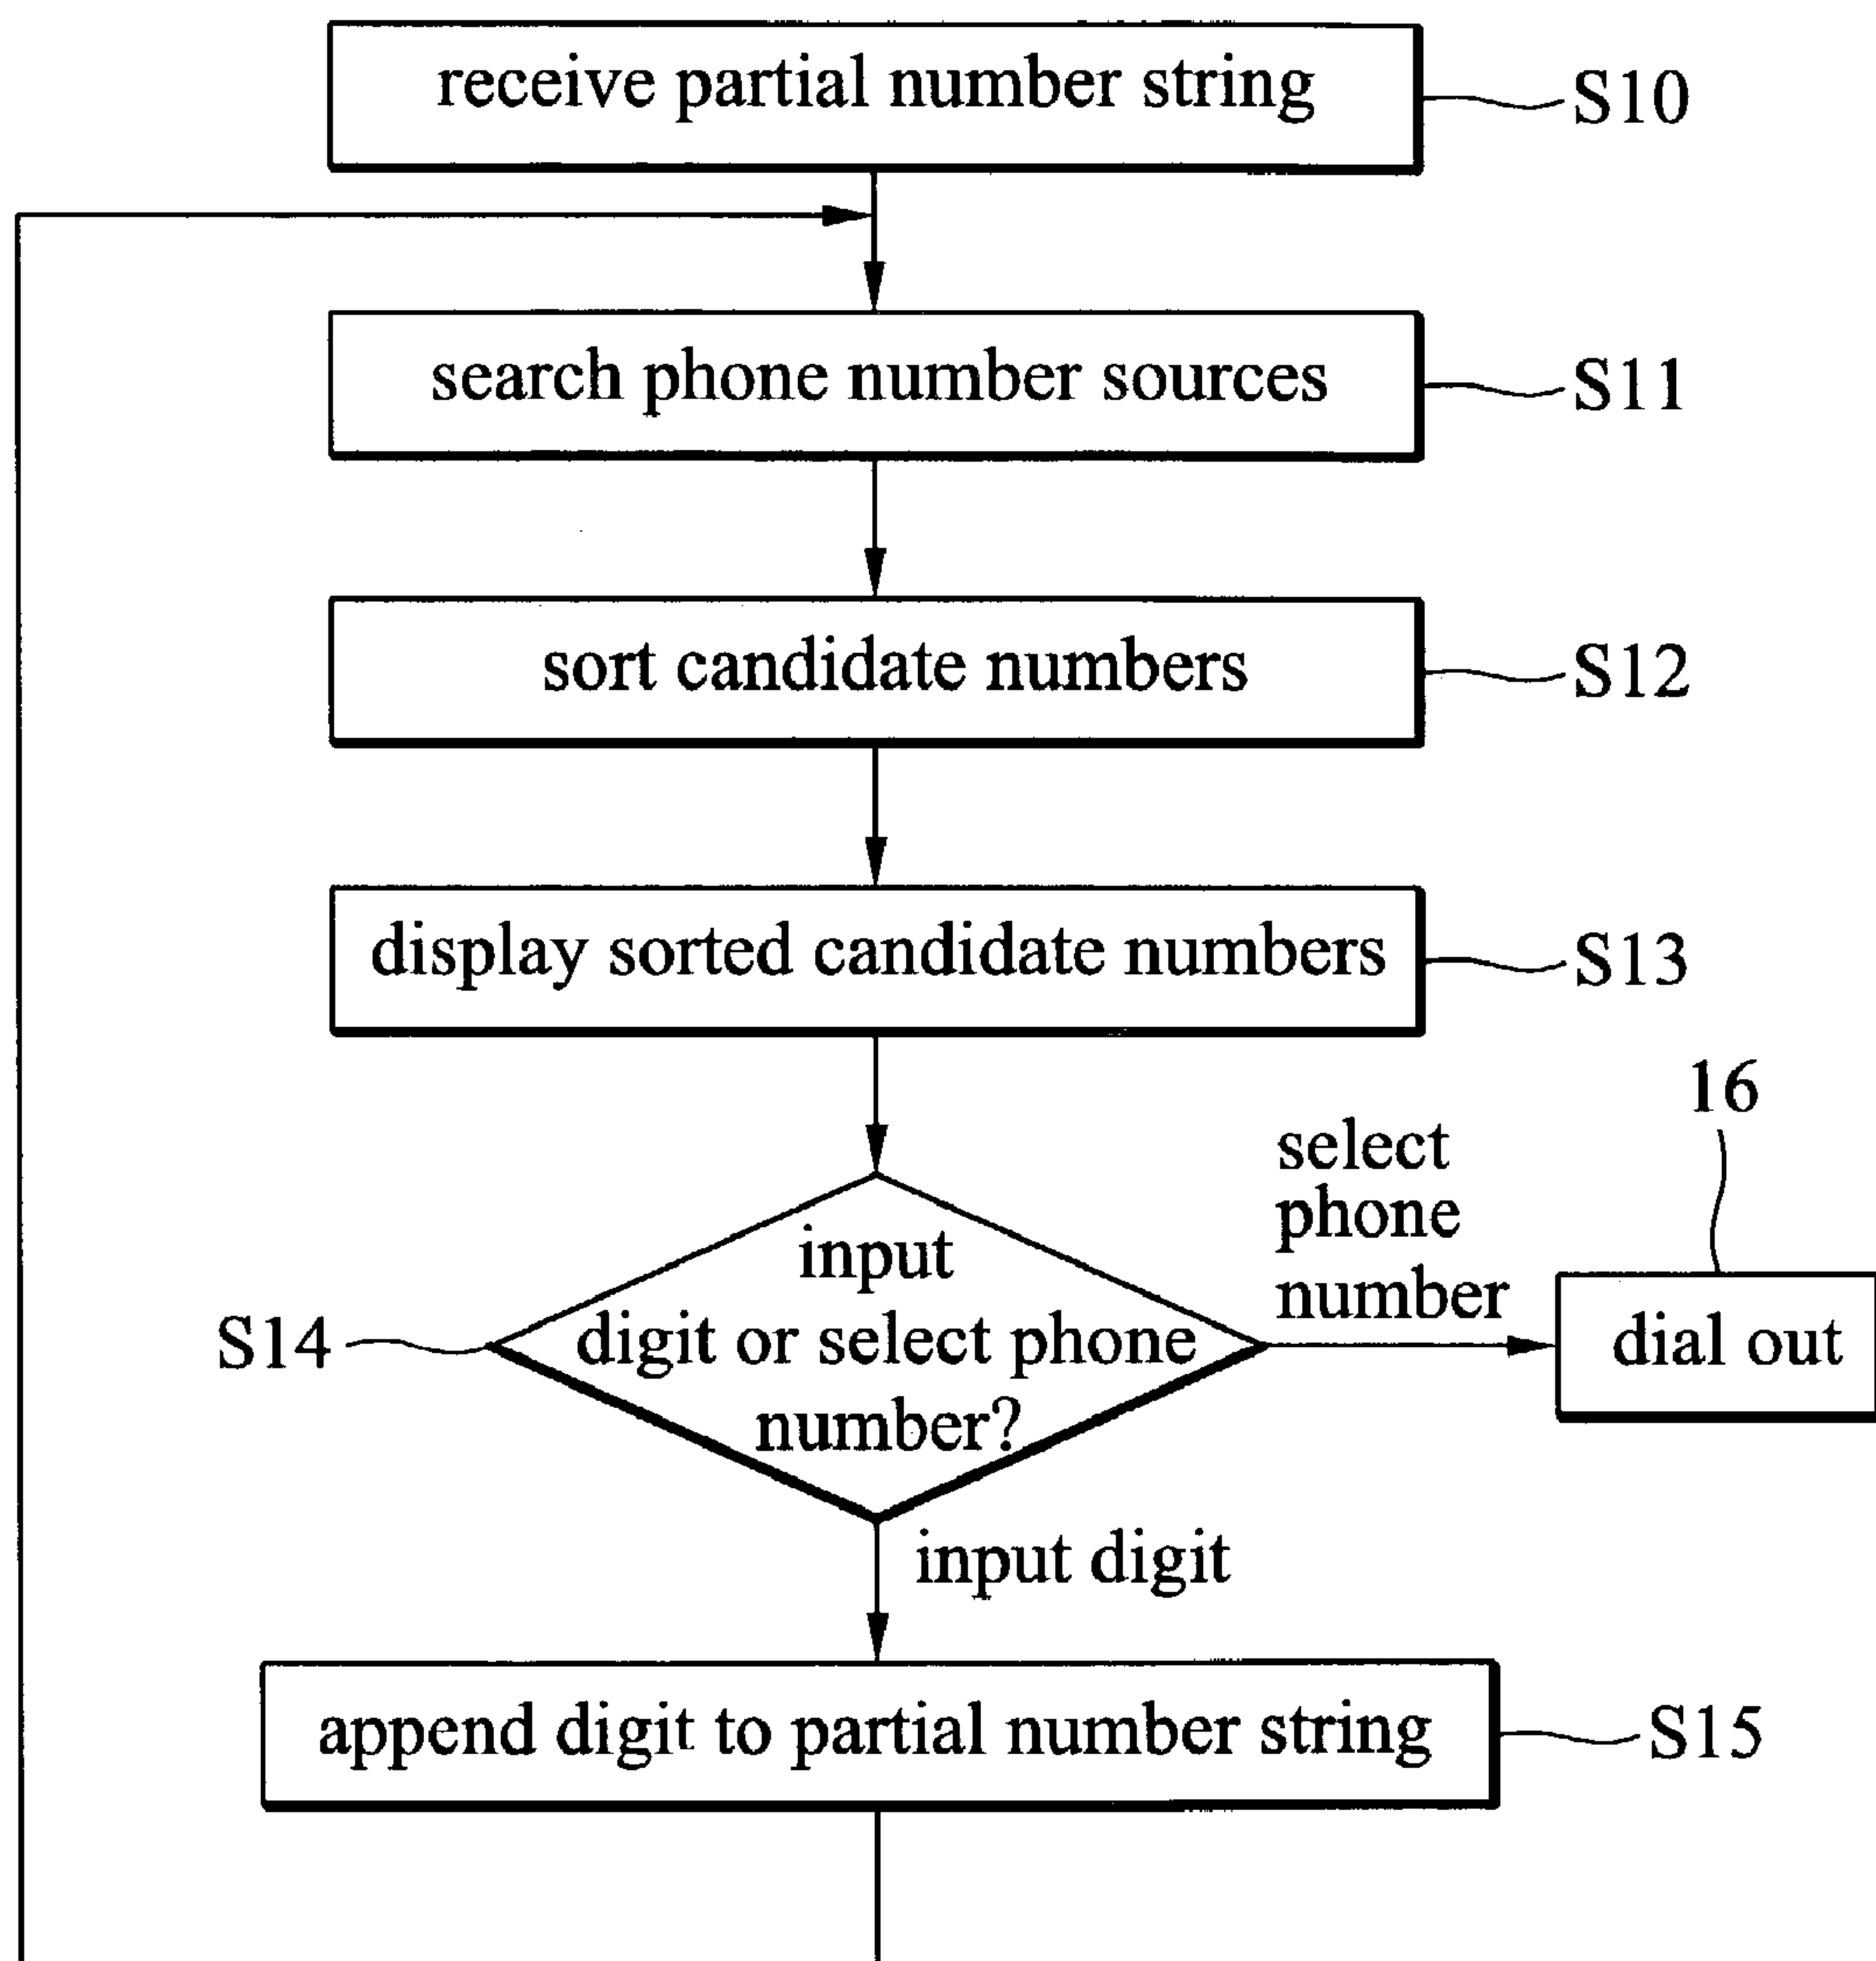 receive partial number string
S10
search phone number sources
S11
sort candidate numbers
S12
display sorted candidate numbers
S13
16
select
phone
number
input
digit or select phone
number?
S14
dial out
input digit
append digit to partial number string
S15